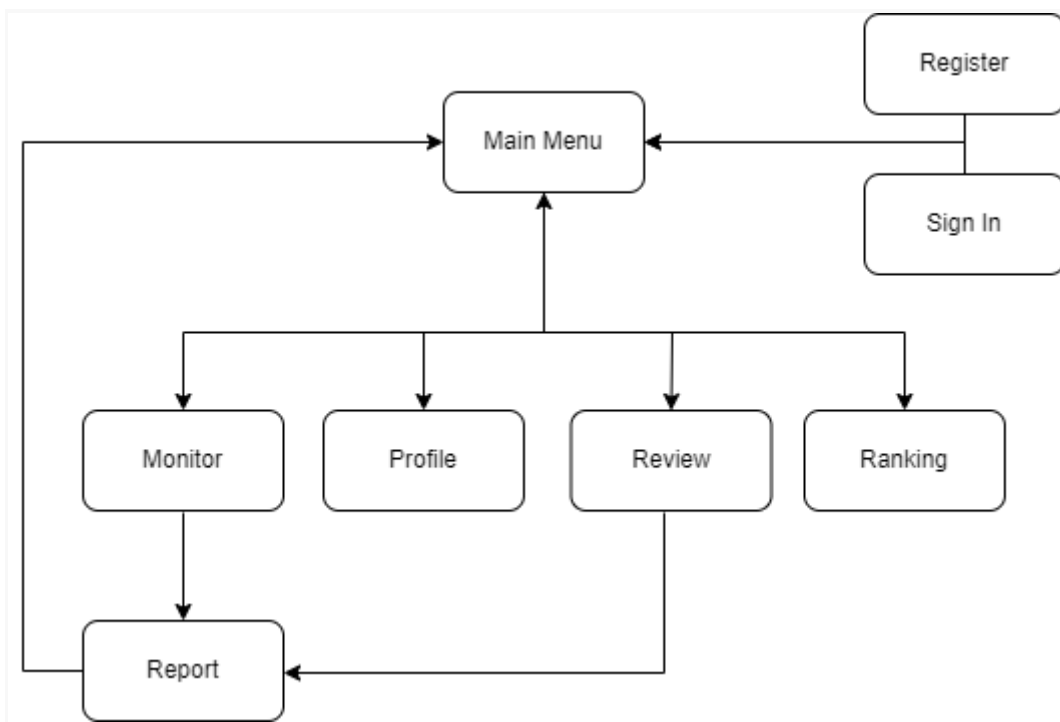 Register
Main Menu
Sign In
Monitor
Profile
Review
Ranking
Report